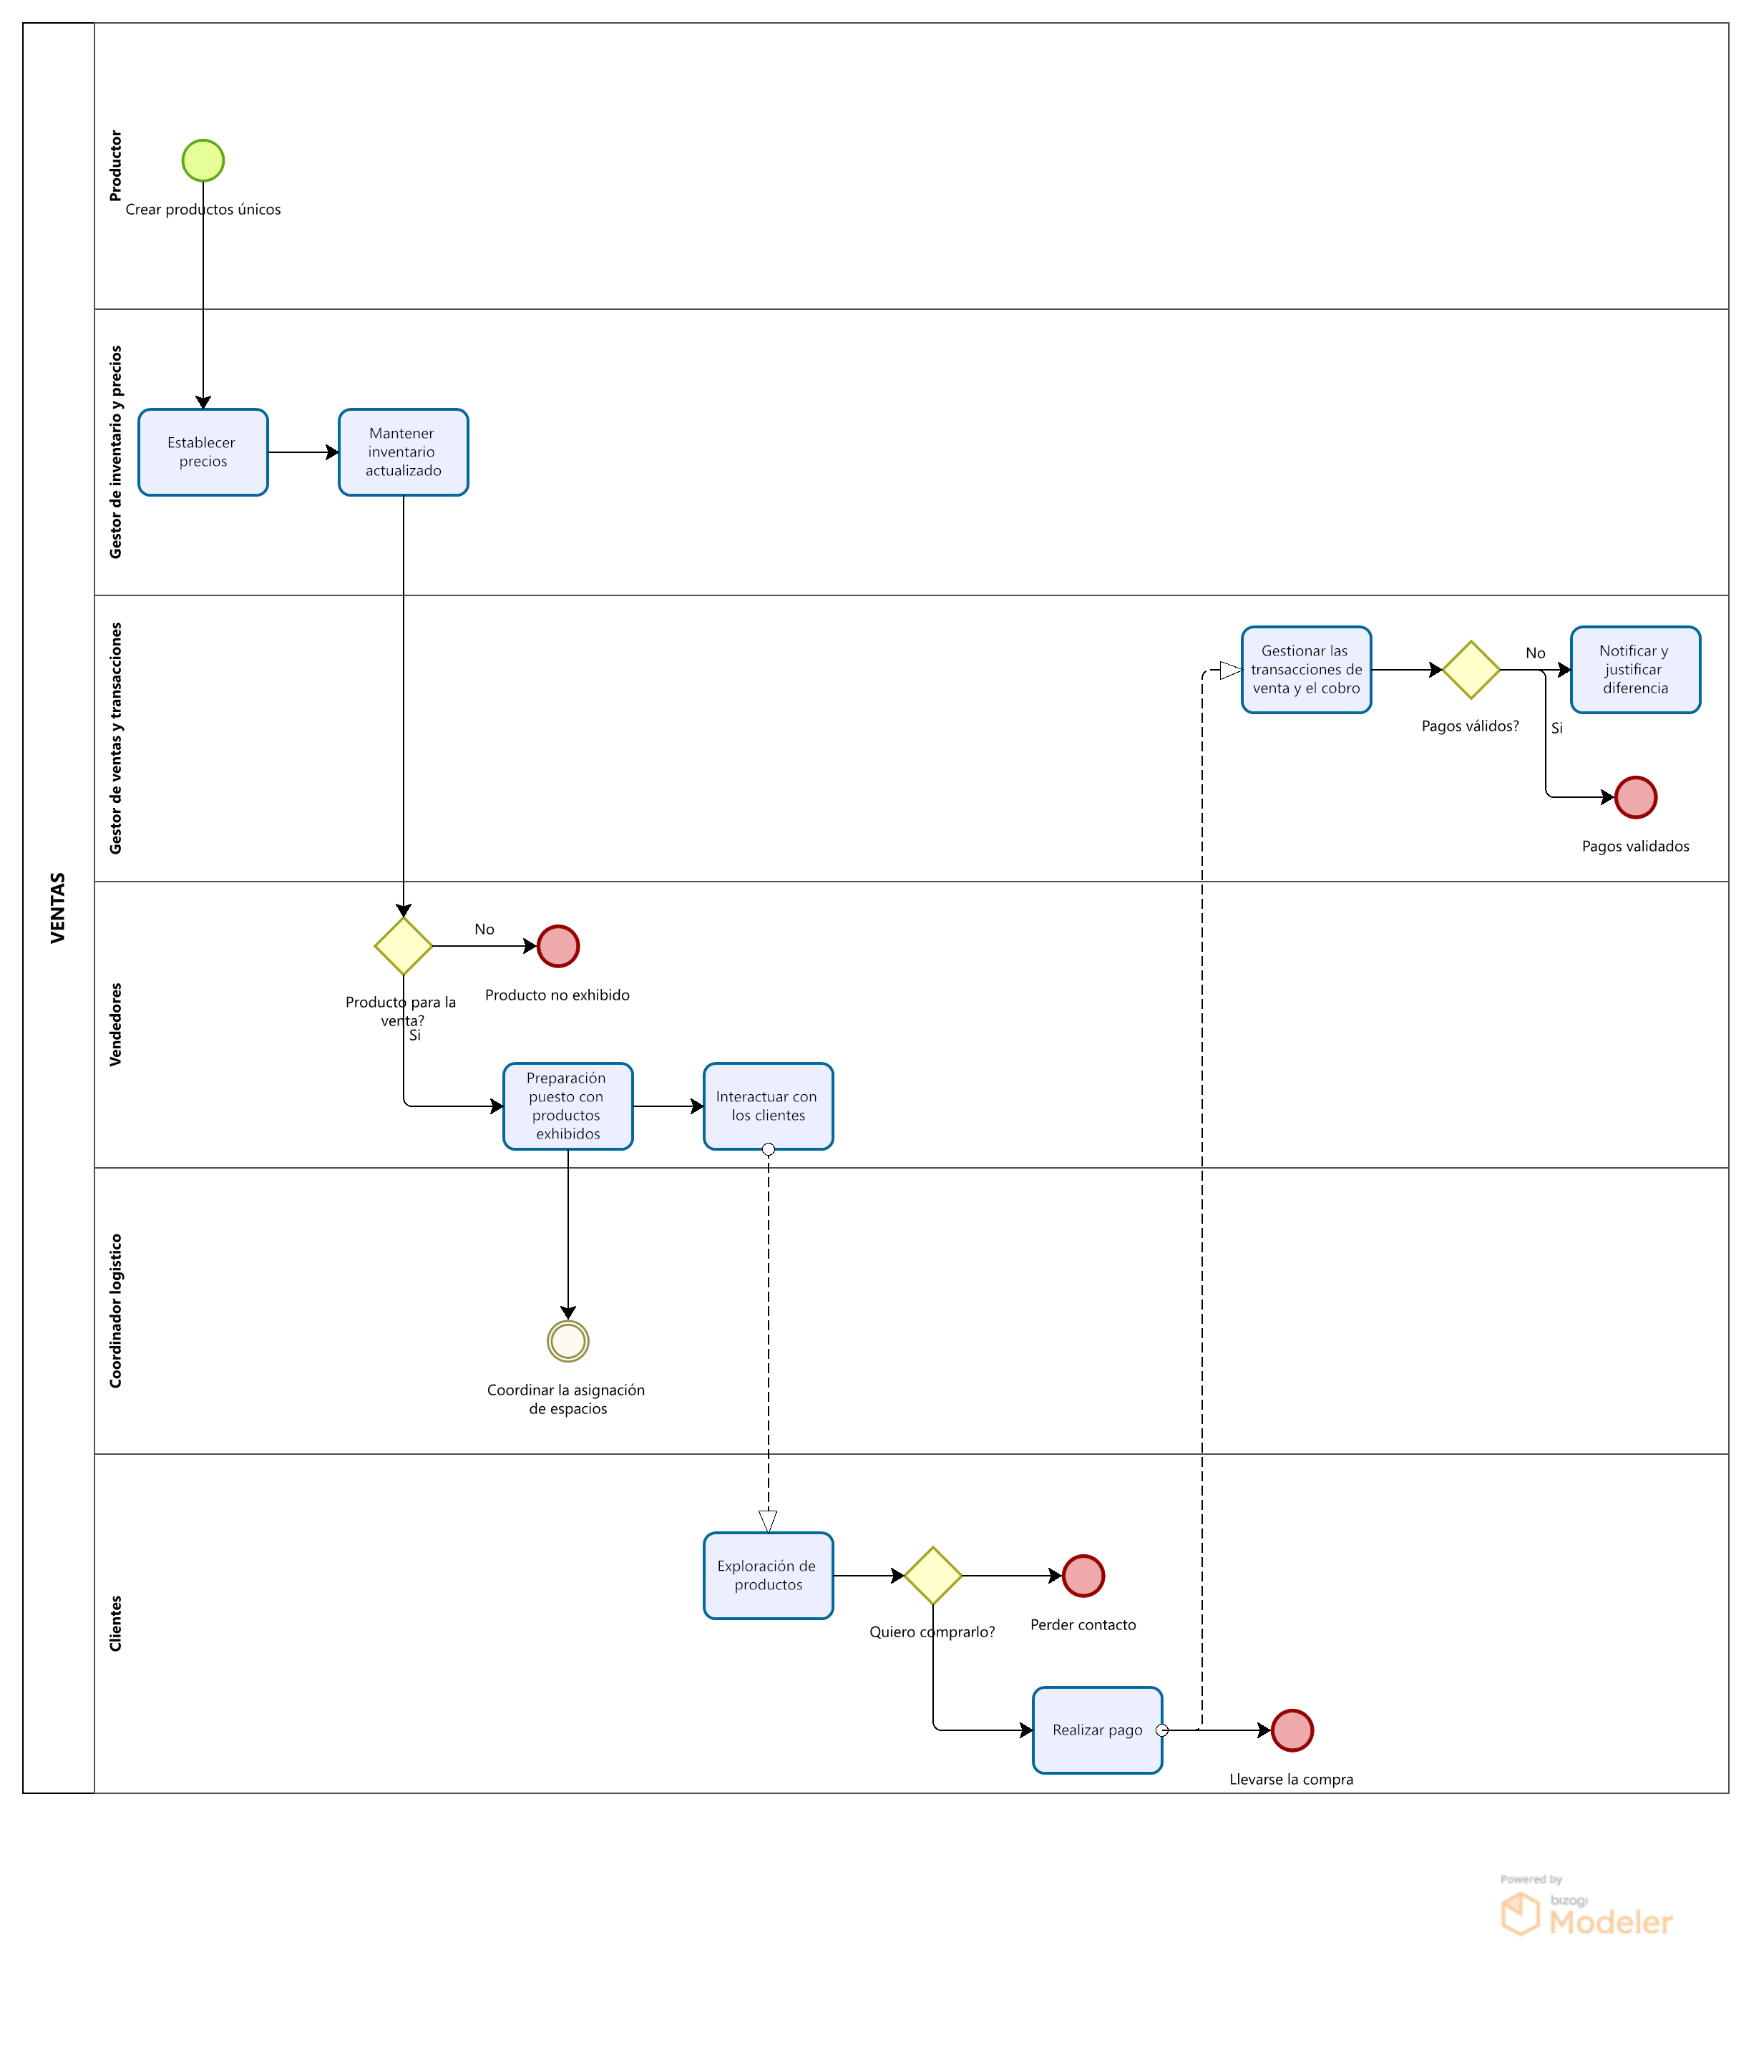 VENTAS
Productor
Crear productos únicos
Gestor de inventario y precios
Establecer
precios
Mantener
inventario
actualizado
Gestor de ventas y transacciones
Gestionar las
transacciones de
venta y el cobro
Pagos válidos?
No
Si
Notificar y
justificar
diferencia
Pagos validados
Vendedores
Producto para la
venta?
No
Si
Producto no exhibido
Preparación
puesto con
productos
exhibidos
Interactuar con
los clientes
Coordinador logistico
Coordinar la asignación
de espacios
Clientes
Exploración de
productos
Quiero comprarlo?
Perder contacto
Realizar pago
Llevarse la compra
Powered by
bizagi
Modeler